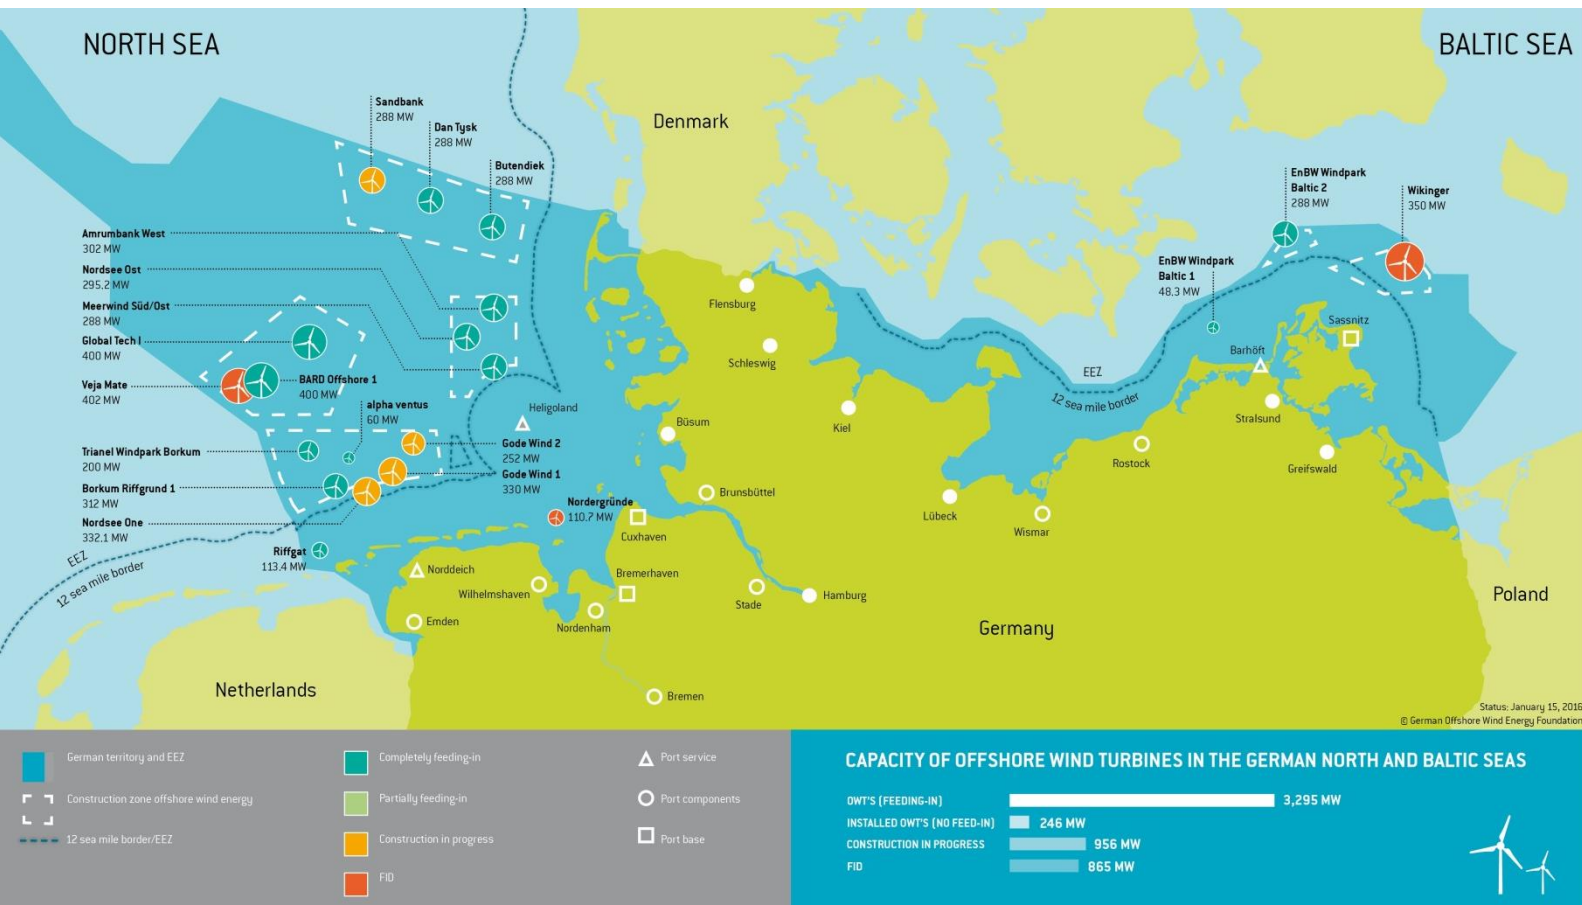 NORTH SEA
BALTIC SEA
Denmark
Sandbank
288 MW
Dan Tysk
288 MW
Butendiek
288 MW
Amrumbank West
302 MW
Nordsee Ost
295.2 MW
Meerwind Süd/Ost
288 MW
Global Tech I
400 MW
Veja Mate
402 MW
BARD Offshore 1
400 MW
alpha ventus
60 MW
Trianel Windpark Borkum
200 MW
Borkum Riffgrund 1
312 MW
Nordsee One
332.1 MW
Riffgat
113.4 MW
Gode Wind 2
252 MW
Gode Wind 1
330 MW
Nordergründe
110.7 MW
Heligoland
EEZ
12 sea mile border
EnBW Windpark
Baltic 2
288 MW
Wikinger
350 MW
EnBW Windpark
Baltic 1
48.3 MW
EEZ
12 sea mile border
Flensburg
Schleswig
Kiel
Büsum
Brunsbüttel
Cuxhaven
Bremerhaven
Norddeich
Wilhelmshaven
Emden
Nordenham
Stade
Hamburg
Bremen
Lübeck
Wismar
Rostock
Barhöft
Sassnitz
Stralsund
Greifswald
Netherlands
Germany
Poland
Status: January 15, 2016
© German Offshore Wind Energy Foundation
German territory and EEZ
Construction zone offshore wind energy
12 sea mile border/EEZ
Completely feeding-in
Partially feeding-in
Construction in progress
FID
Port service
Port components
Port base
CAPACITY OF OFFSHORE WIND TURBINES IN THE GERMAN NORTH AND BALTIC SEAS
OWT'S (FEEDING-IN) 3,295 MW
INSTALLED OWT'S (NO FEED-IN) 246 MW
CONSTRUCTION IN PROGRESS 956 MW
FID 865 MW